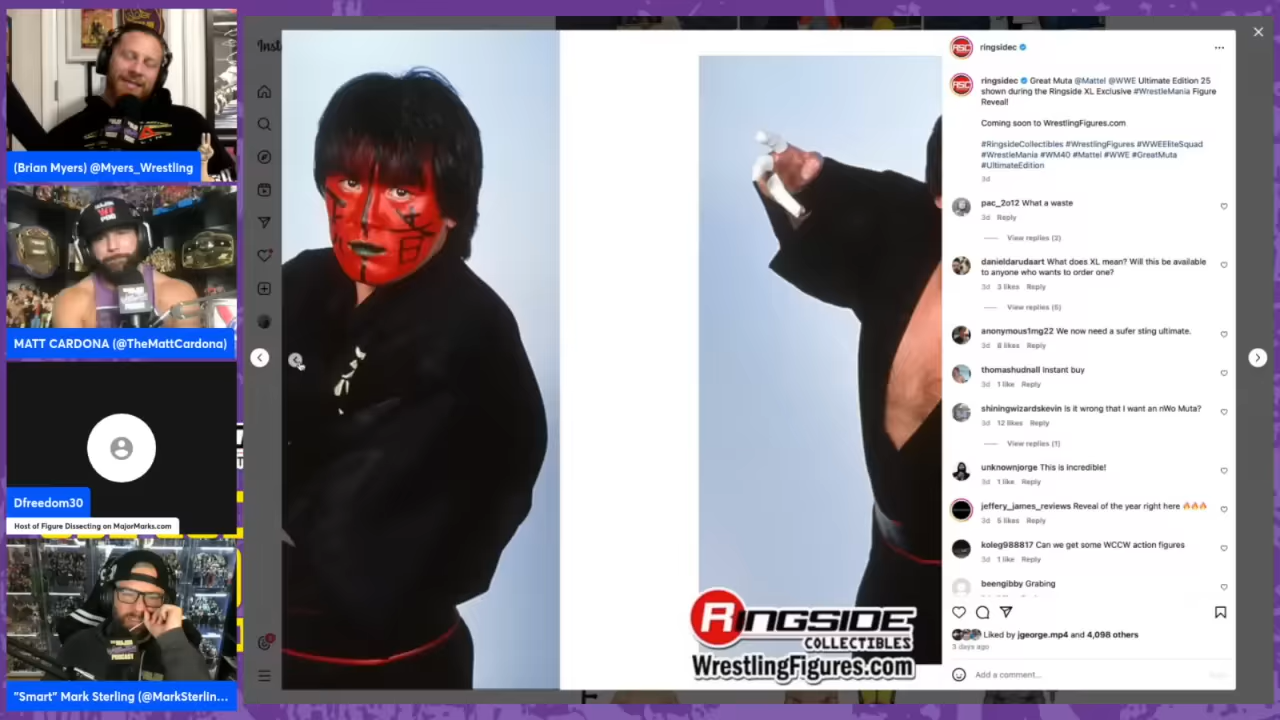 (Brian Myers) @Myers_Wrestling
MATT CARDONA (@TheMattCardona)
Dfreedom30
Host of Figure Dissecting on MajorMarks.com
"Smart" Mark Sterling (@MarkSterlin...
Inst
RINGSIDE
COLLECTIBLES
WrestlingFigures.com
RSC
ringsidec
RSC
ringsidec Great Muta @Mattel @WWE Ultimate Edition 25
shown during the Ringside XL Exclusive #WrestleMania Figure
Reveal!
Coming soon to WrestlingFigures.com
#RingsideCollectibles #WrestlingFigures #WWEEliteSquad
#WrestleMania #WM40 #Mattel #WWE #GreatMuta
#UltimateEdition
3d
pac_2o12 What a waste
3d Reply
View replies (2)
danieldarudaart What does XL mean? Will this be available
to anyone who wants to order one?
3d 3 likes Reply
View replies (5)
anonymous1mg22 We now need a sufer sting ultimate.
3d 8 likes Reply
thomashudnall Instant buy
3d 1 like Reply
shiningwizardskevin Is it wrong that I want an nWo Muta?
3d 12 likes Reply
View replies (1)
unknownjorge This is incredible!
3d 1 like Reply
jeffery_james_reviews Reveal of the year right here 🔥🔥🔥
3d 5 likes Reply
koleg988817 Can we get some WCCW action figures
3d 1 like Reply
beengibby Grabing
Liked by jgeorge.mp4 and 4,098 others
3 days ago
Add a comment...